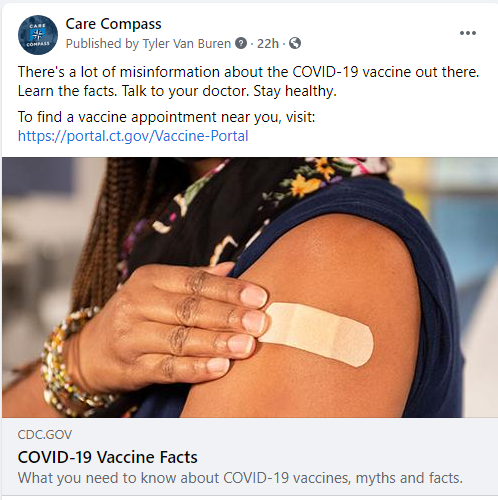 CARE
COMPASS
Care Compass
Published by Tyler Van Buren · 22h ·
There's a lot of misinformation about the COVID-19 vaccine out there.
Learn the facts. Talk to your doctor. Stay healthy.
To find a vaccine appointment near you, visit:
https://portal.ct.gov/Vaccine-Portal
CDC.GOV
COVID-19 Vaccine Facts
What you need to know about COVID-19 vaccines, myths and facts.